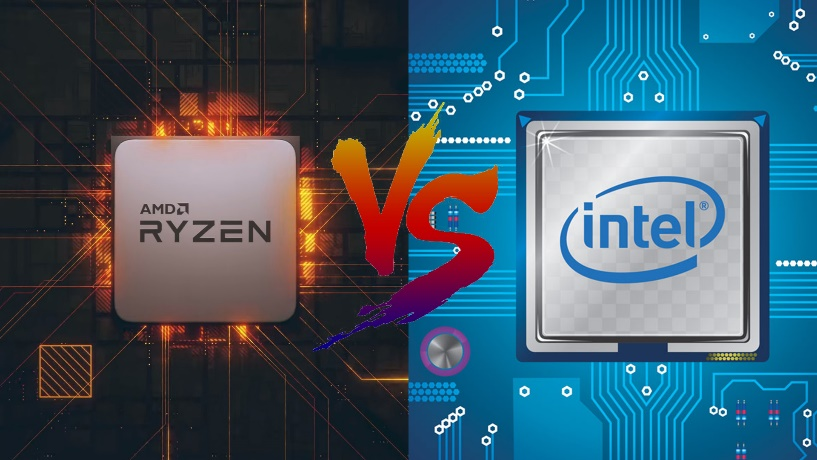 AMD
RYZEN
VS
intel®